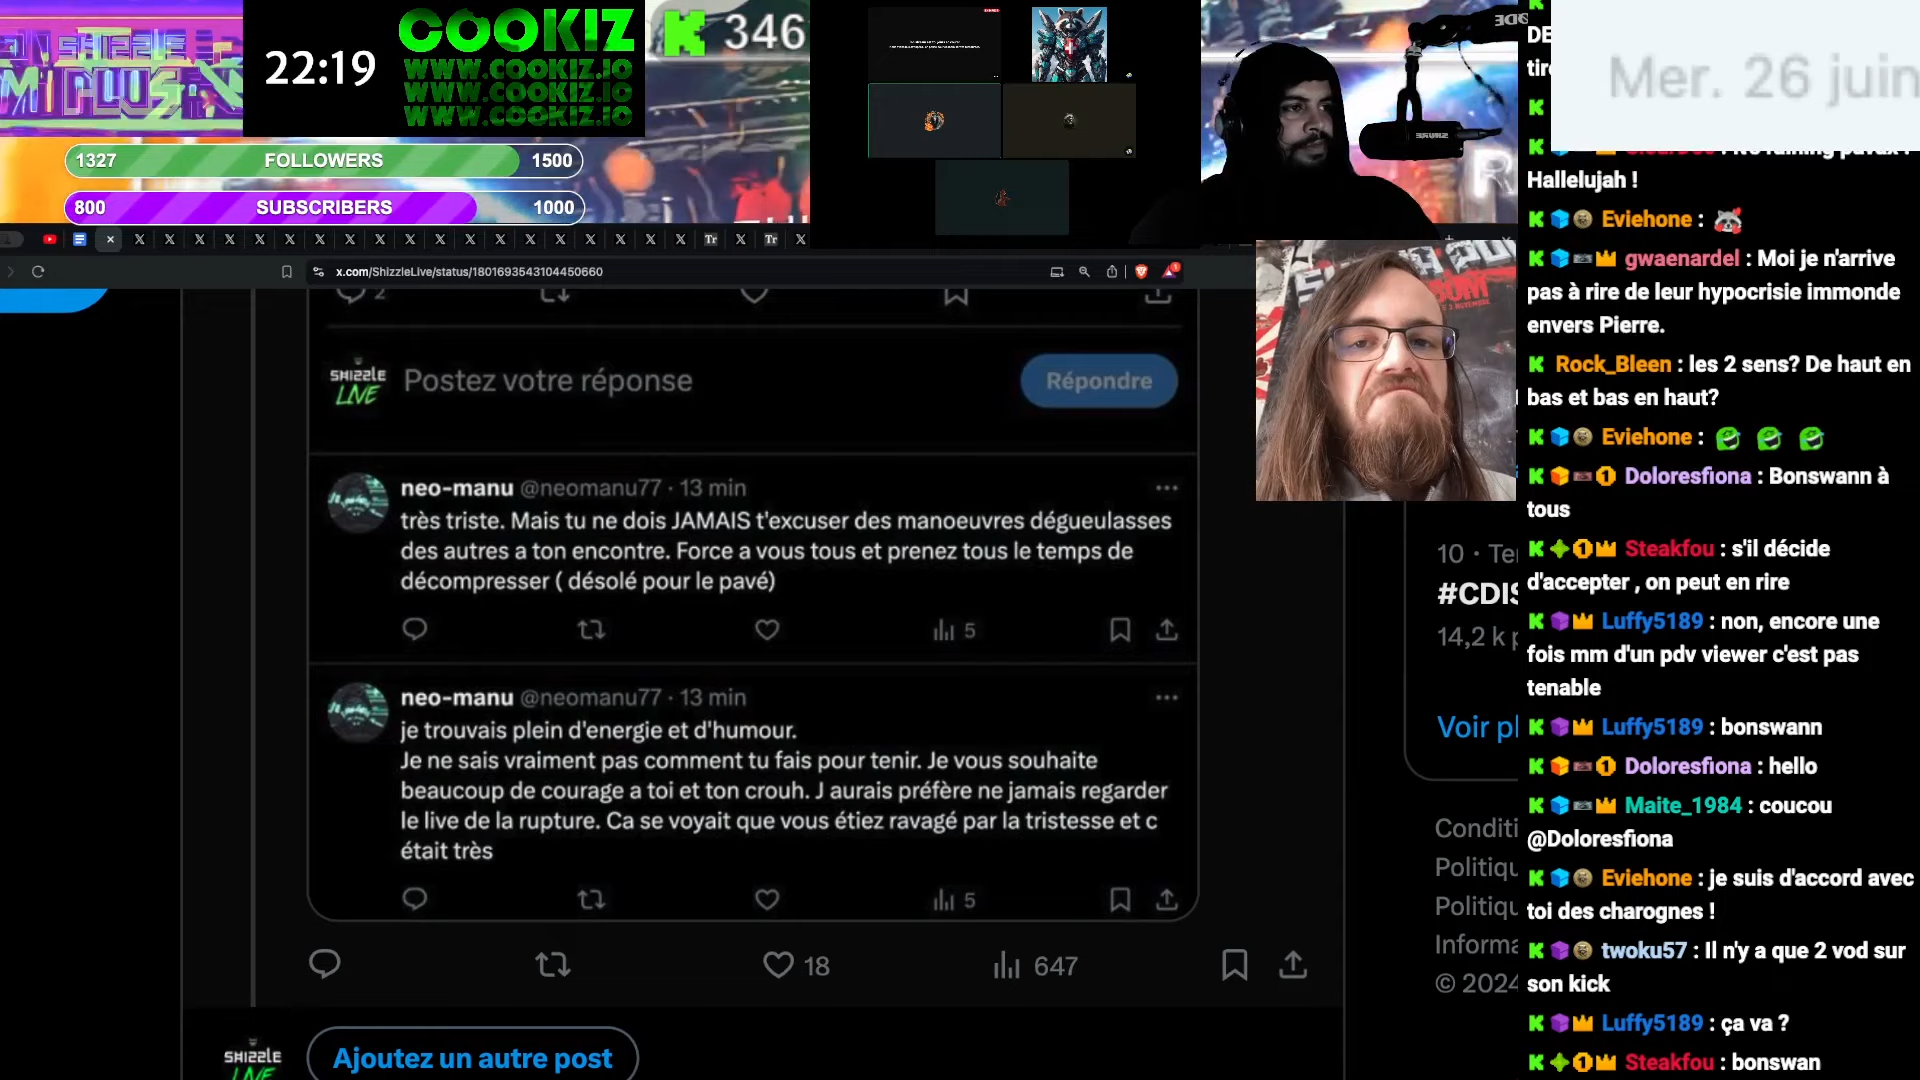 22:19
COOKIZ
WWW.COOKIZ.IO
WWW.COOKIZ.IO
WWW.COOKIZ.IO
346
1327 FOLLOWERS 1500
800 SUBSCRIBERS 1000
x.com/ShizzleLive/status/1801693543104450660
2
SHIZZLE
LIVE
Postez votre réponse
Répondre
neo-manu @neomanu77 · 13 min
très triste. Mais tu ne dois JAMAIS t'excuser des manoeuvres dégueulasses
des autres a ton encontre. Force a vous tous et prenez tous le temps de
décompresser ( désolé pour le pavé)
5
neo-manu @neomanu77 · 13 min
je trouvais plein d'energie et d'humour.
Je ne sais vraiment pas comment tu fais pour tenir. Je vous souhaite
beaucoup de courage a toi et ton crouh. J aurais préfère ne jamais regarder
le live de la rupture. Ca se voyait que vous étiez ravagé par la tristesse et c
était très
5
18
647
SHIZZLE
LIVE
Ajoutez un autre post
10 · Te
#CDIS
14,2 k p
Voir pl
Conditi
Politiqu
Politiqu
Informa
© 2024
Mer. 26 juin
DE
tire
Hallelujah !
Eviehone :
gwaenardel : Moi je n'arrive
pas à rire de leur hypocrisie immonde
envers Pierre.
Rock_Bleen : les 2 sens? De haut en
bas et bas en haut?
Eviehone :
Doloresfiona : Bonswann à
tous
Steakfou : s'il décide
d'accepter , on peut en rire
Luffy5189 : non, encore une
fois mm d'un pdv viewer c'est pas
tenable
Luffy5189 : bonswann
Doloresfiona : hello
Maite_1984 : coucou
@Doloresfiona
Eviehone : je suis d'accord avec
toi des charognes !
twoku57 : Il n'y a que 2 vod sur
son kick
Luffy5189 : ça va ?
Steakfou : bonswan